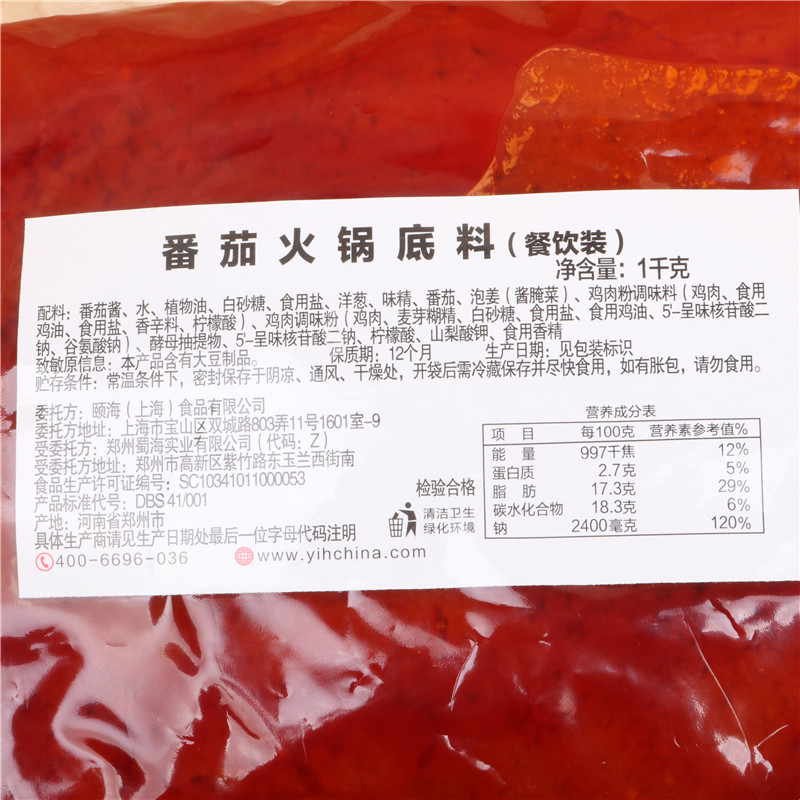 番茄火锅底料(餐饮装)
净含量：1千克
配料：番茄酱、水、植物油、白砂糖、食用盐、洋葱、味精、番茄、泡姜（酱腌菜）、鸡肉粉调味料（鸡肉、食用
鸡油、食用盐、香辛料、柠檬酸）、鸡肉调味粉（鸡肉、麦芽糊精、白砂糖、食用盐、食用鸡油、5'-呈味核苷酸二
钠、谷氨酸钠）、酵母抽提物、5'-呈味核苷酸二钠、柠檬酸、山梨酸钾、食用香精
致敏原信息：本产品含有大豆制品。 保质期：12个月 生产日期：见包装标识
贮存条件：常温条件下，密封保存于阴凉、通风、干燥处，开袋后需冷藏保存并尽快食用，如有胀包，请勿食用。
委托方：颐海（上海）食品有限公司
委托方地址：上海市宝山区双城路803弄11号1601室-9
受委托方：郑州蜀海实业有限公司（代码：Z）
受委托方地址：郑州市高新区紫竹路东玉兰西街南
食品生产许可证编号：SC10341011000053
产品标准代号：DBS 41/001
产地：河南省郑州市
具体生产商请见生产日期处最后一位字母代码注明
400-6696-036 www.yihchina.com
检验合格
清洁卫生
绿化环境
营养成分表
项 目 每100克 营养素参考值%
能 量 997千焦 12%
蛋白质 2.7克 5%
脂 肪 17.3克 29%
碳水化合物 18.3克 6%
钠 2400毫克 120%